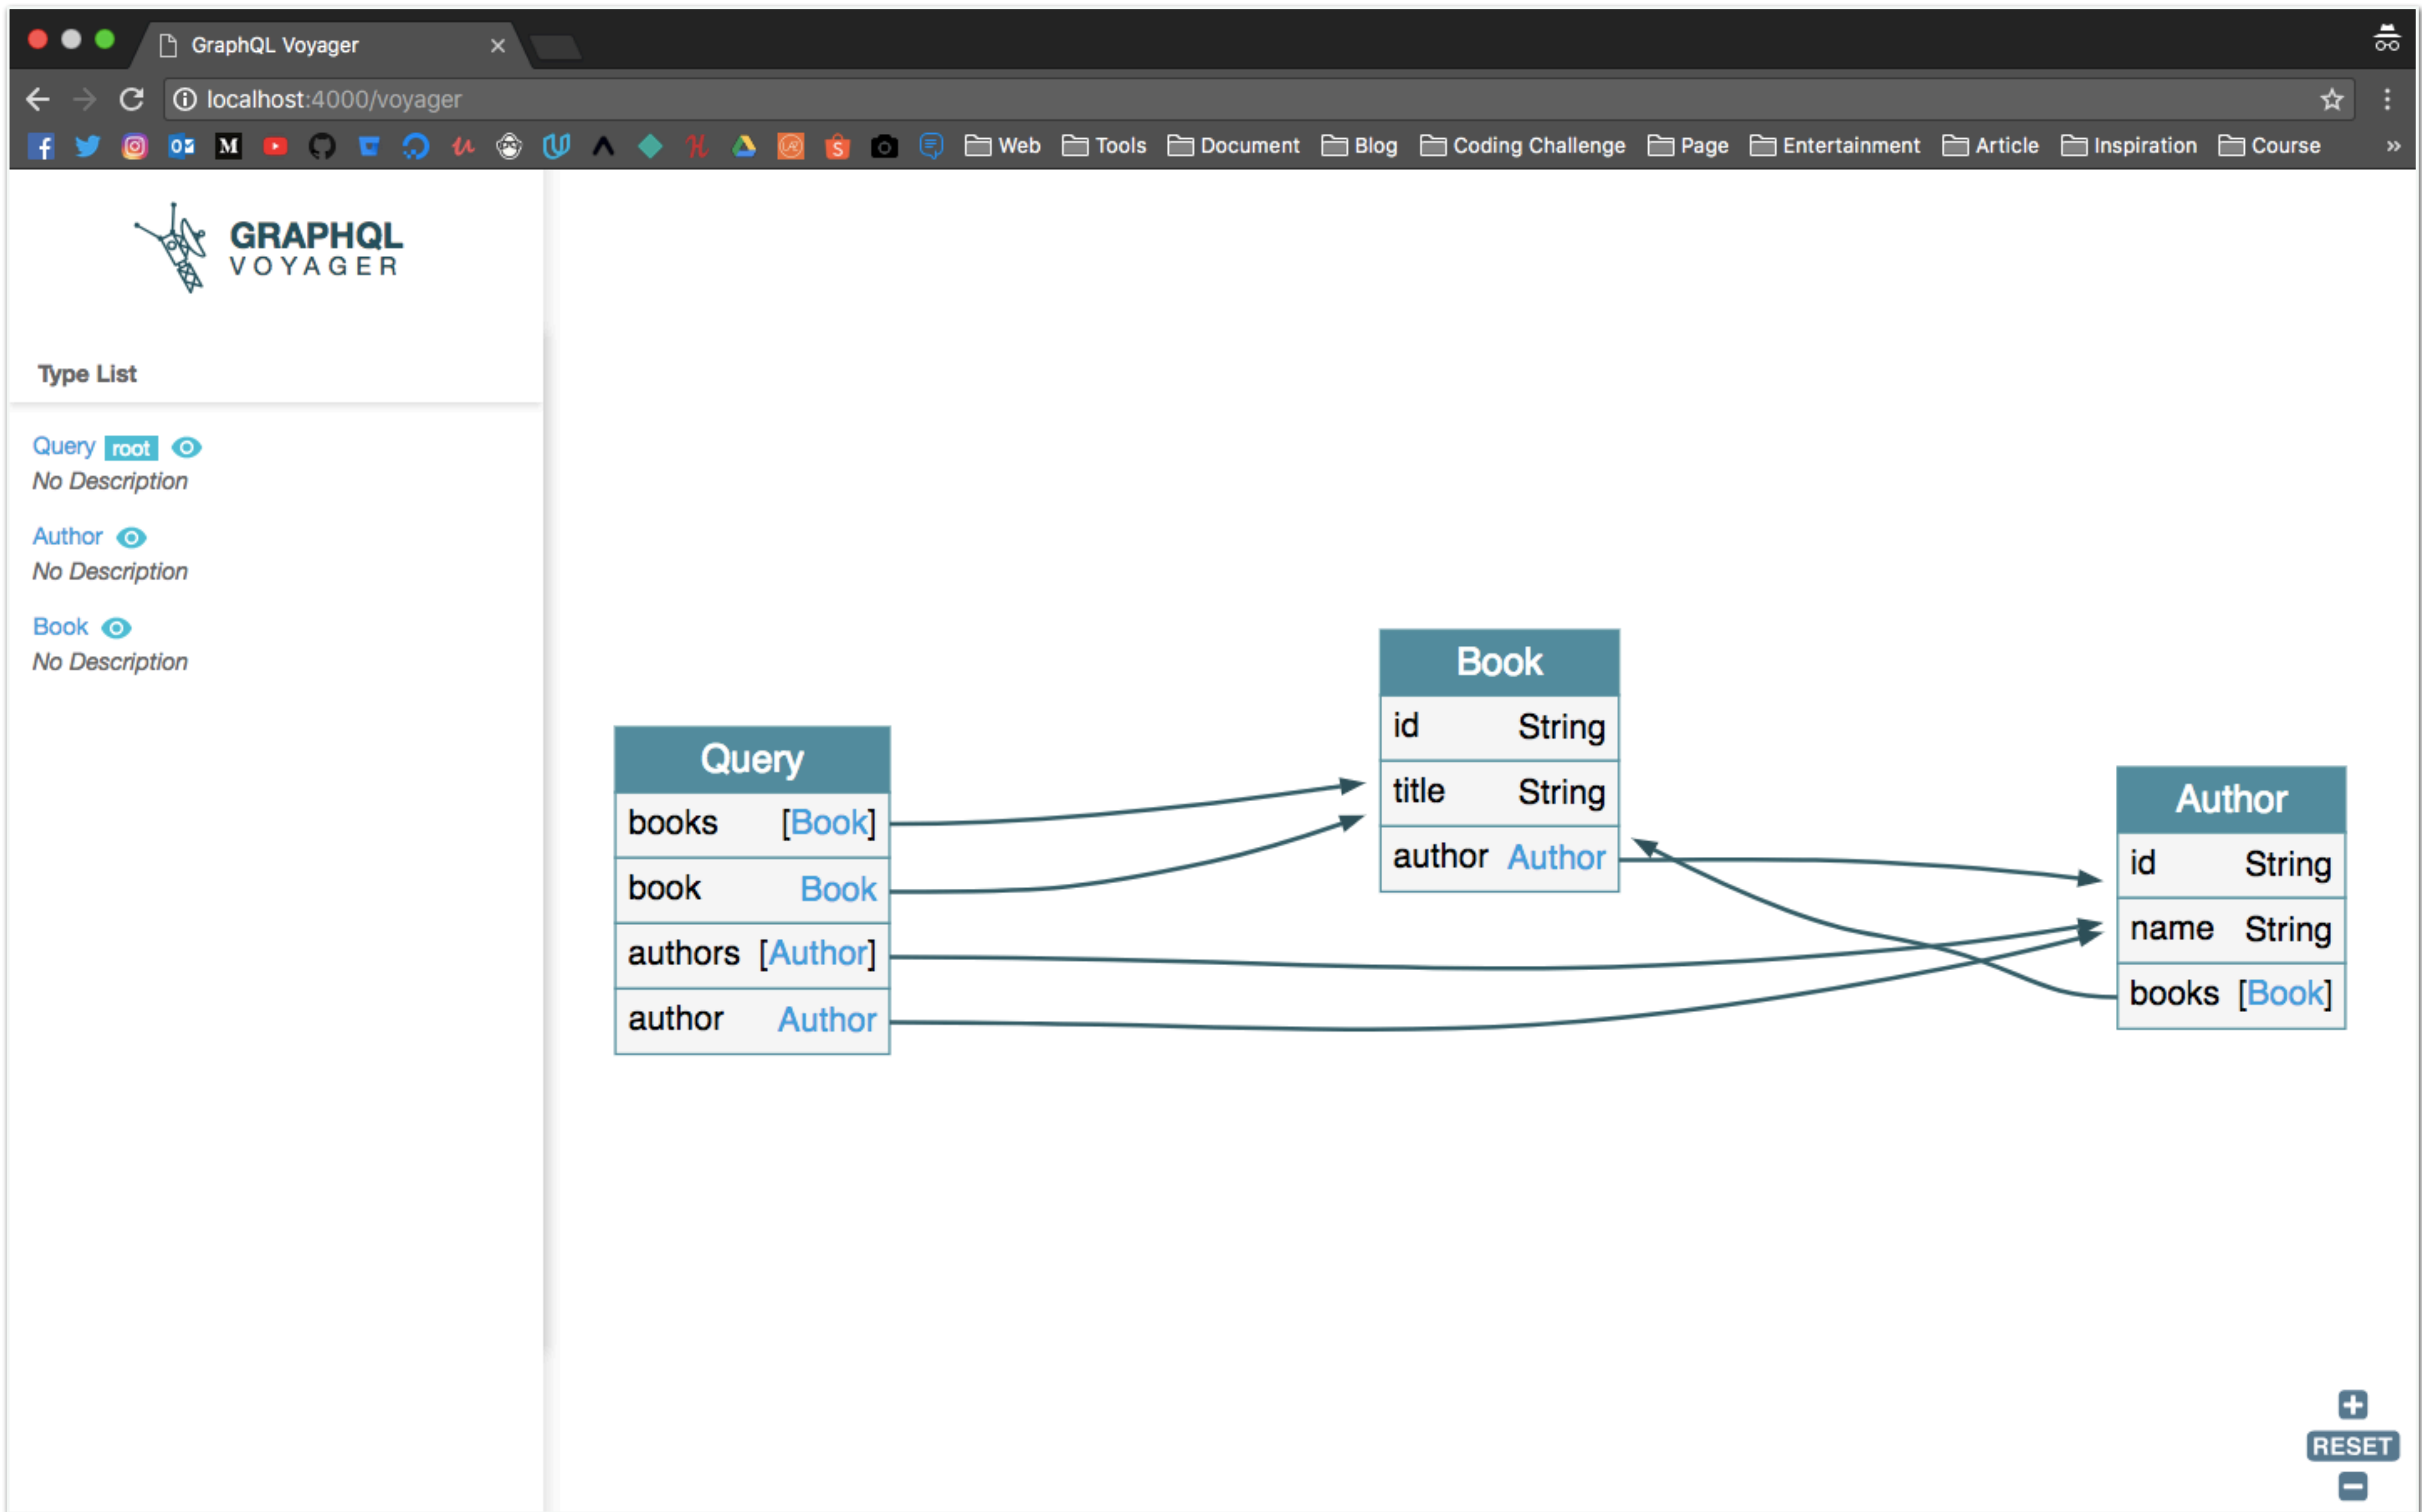 GraphQL Voyager
localhost:4000/voyager
Web Tools Document Blog Coding Challenge Page Entertainment Article Inspiration Course »
GRAPHQL
VOYAGER
Type List
Query root
No Description
Author
No Description
Book
No Description
Query
books [Book]
book Book
authors [Author]
author Author
Book
id String
title String
author Author
Author
id String
name String
books [Book]
RESET